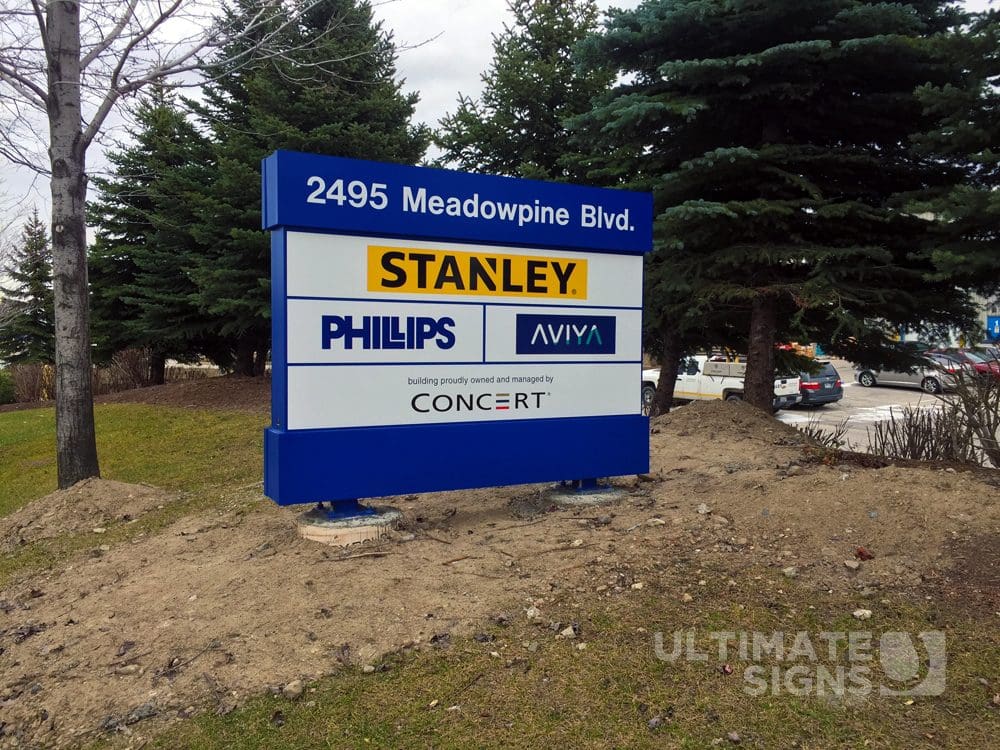 2495 Meadowpine Blvd.
STANLEY®
PHILLIPS
AVIYA
building proudly owned and managed by
CONCERT®
ULTIMATE
SIGNS